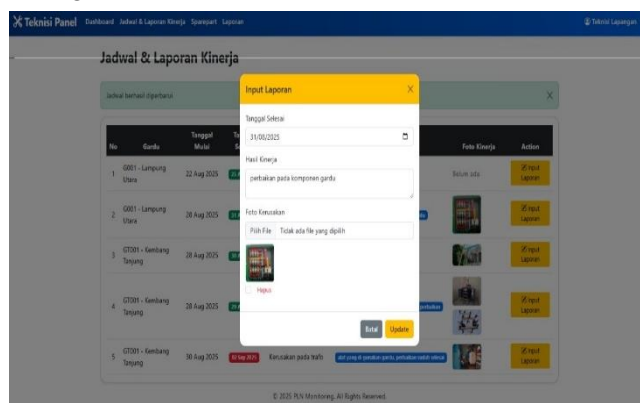 Teknisi Panel Dashboard Jadwal & Laporan Kinerja Sparepart Laporan Teknisi Lapangan
Jadwal & Laporan Kinerja
Jadwal berhasil diperbarui.
Input Laporan
Tanggal Selesai
31/08/2025
Hasil Kinerja
perbaikan pada komponen gardu
Foto Kerusakan
Pilih File Tidak ada file yang dipilih
Hapus
Batal Update
No Gardu Tanggal Mulai Foto Kinerja Action
1 G001 - Lampung Utara 22 Aug 2025 Belum ada Input Laporan
2 G001 - Lampung Utara 28 Aug 2025 Input Laporan
3 GT001 - Kembang Tanjung 28 Aug 2025 Input Laporan
4 GT001 - Kembang Tanjung 28 Aug 2025 perbaikan Input Laporan
5 GT001 - Kembang Tanjung 30 Aug 2025 02 Sep 2025 Kerusakan pada trafo Input Laporan
© 2025 PLN Monitoring. All Rights Reserved.